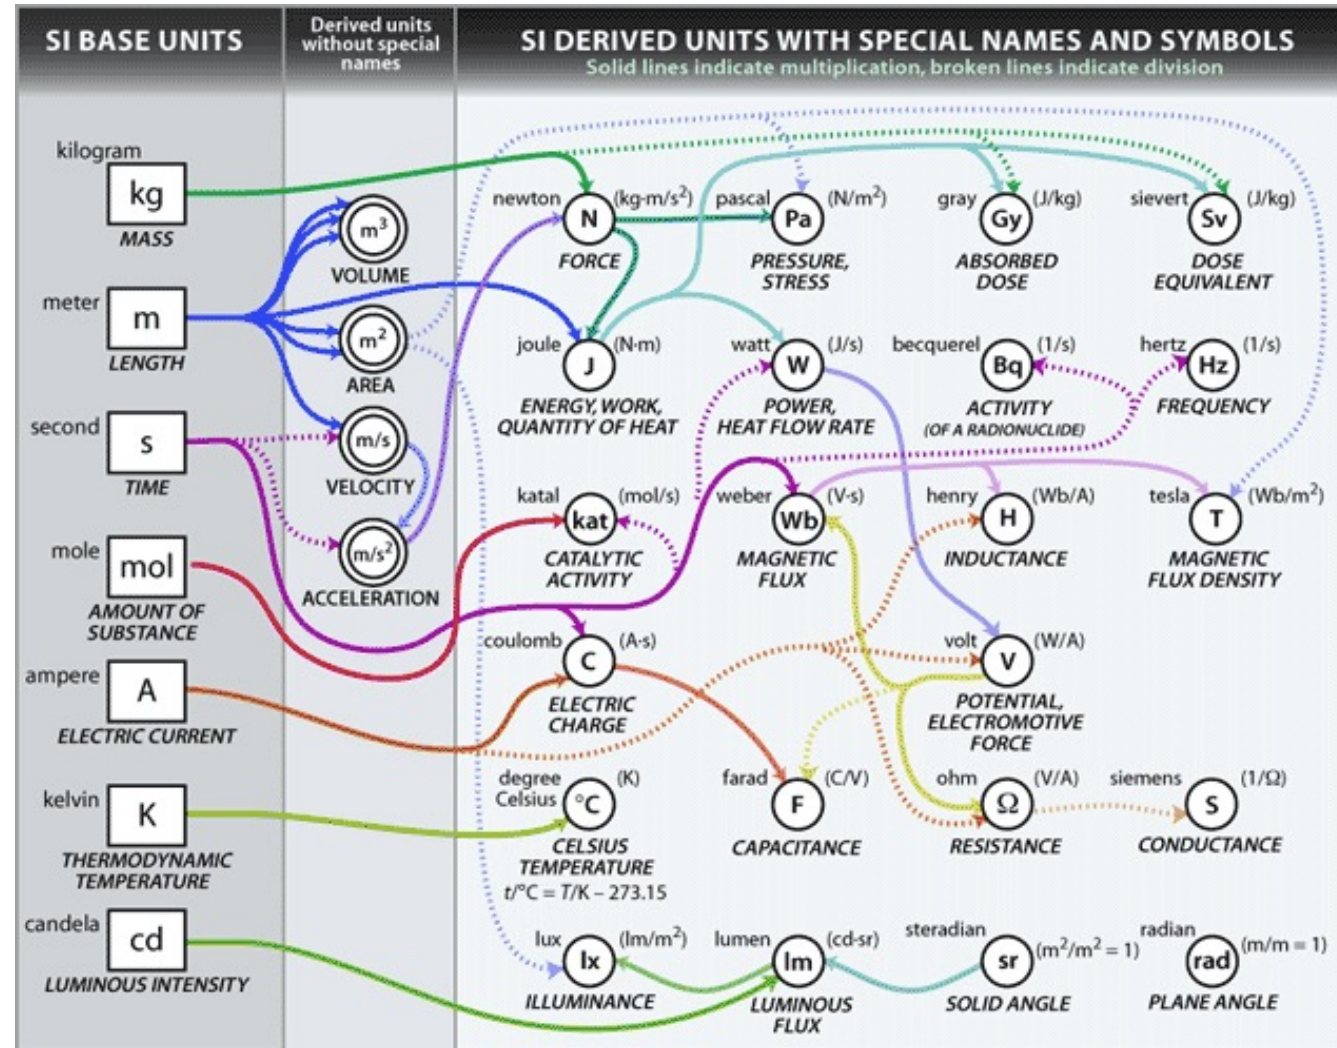 SI BASE UNITS
Derived units
without special
names
SI DERIVED UNITS WITH SPECIAL NAMES AND SYMBOLS
Solid lines indicate multiplication, broken lines indicate division
kilogram
kg
MASS
meter
m
LENGTH
second
s
TIME
mole
mol
AMOUNT OF
SUBSTANCE
ampere
A
ELECTRIC CURRENT
kelvin
K
THERMODYNAMIC
TEMPERATURE
candela
cd
LUMINOUS INTENSITY
m³
VOLUME
m²
AREA
m/s
VELOCITY
m/s²
ACCELERATION
newton
N
(kg·m/s²)
FORCE
pascal
Pa
(N/m²)
PRESSURE,
STRESS
gray
Gy
(J/kg)
ABSORBED
DOSE
sievert
Sv
(J/kg)
DOSE
EQUIVALENT
joule
J
(N·m)
ENERGY, WORK,
QUANTITY OF HEAT
watt
W
(J/s)
POWER,
HEAT FLOW RATE
becquerel
Bq
(1/s)
ACTIVITY
(OF A RADIONUCLIDE)
hertz
Hz
(1/s)
FREQUENCY
katal
kat
(mol/s)
CATALYTIC
ACTIVITY
weber
Wb
(V·s)
MAGNETIC
FLUX
henry
H
(Wb/A)
INDUCTANCE
tesla
T
(Wb/m²)
MAGNETIC
FLUX DENSITY
coulomb
C
(A·s)
ELECTRIC
CHARGE
volt
V
(W/A)
POTENTIAL,
ELECTROMOTIVE
FORCE
degree
Celsius
°C
(K)
CELSIUS
TEMPERATURE
t/°C = T/K – 273.15
farad
F
(C/V)
CAPACITANCE
ohm
Ω
(V/A)
RESISTANCE
siemens
S
(1/Ω)
CONDUCTANCE
lux
lx
(lm/m²)
ILLUMINANCE
lumen
lm
(cd·sr)
LUMINOUS
FLUX
steradian
sr
(m²/m² = 1)
SOLID ANGLE
radian
rad
(m/m = 1)
PLANE ANGLE